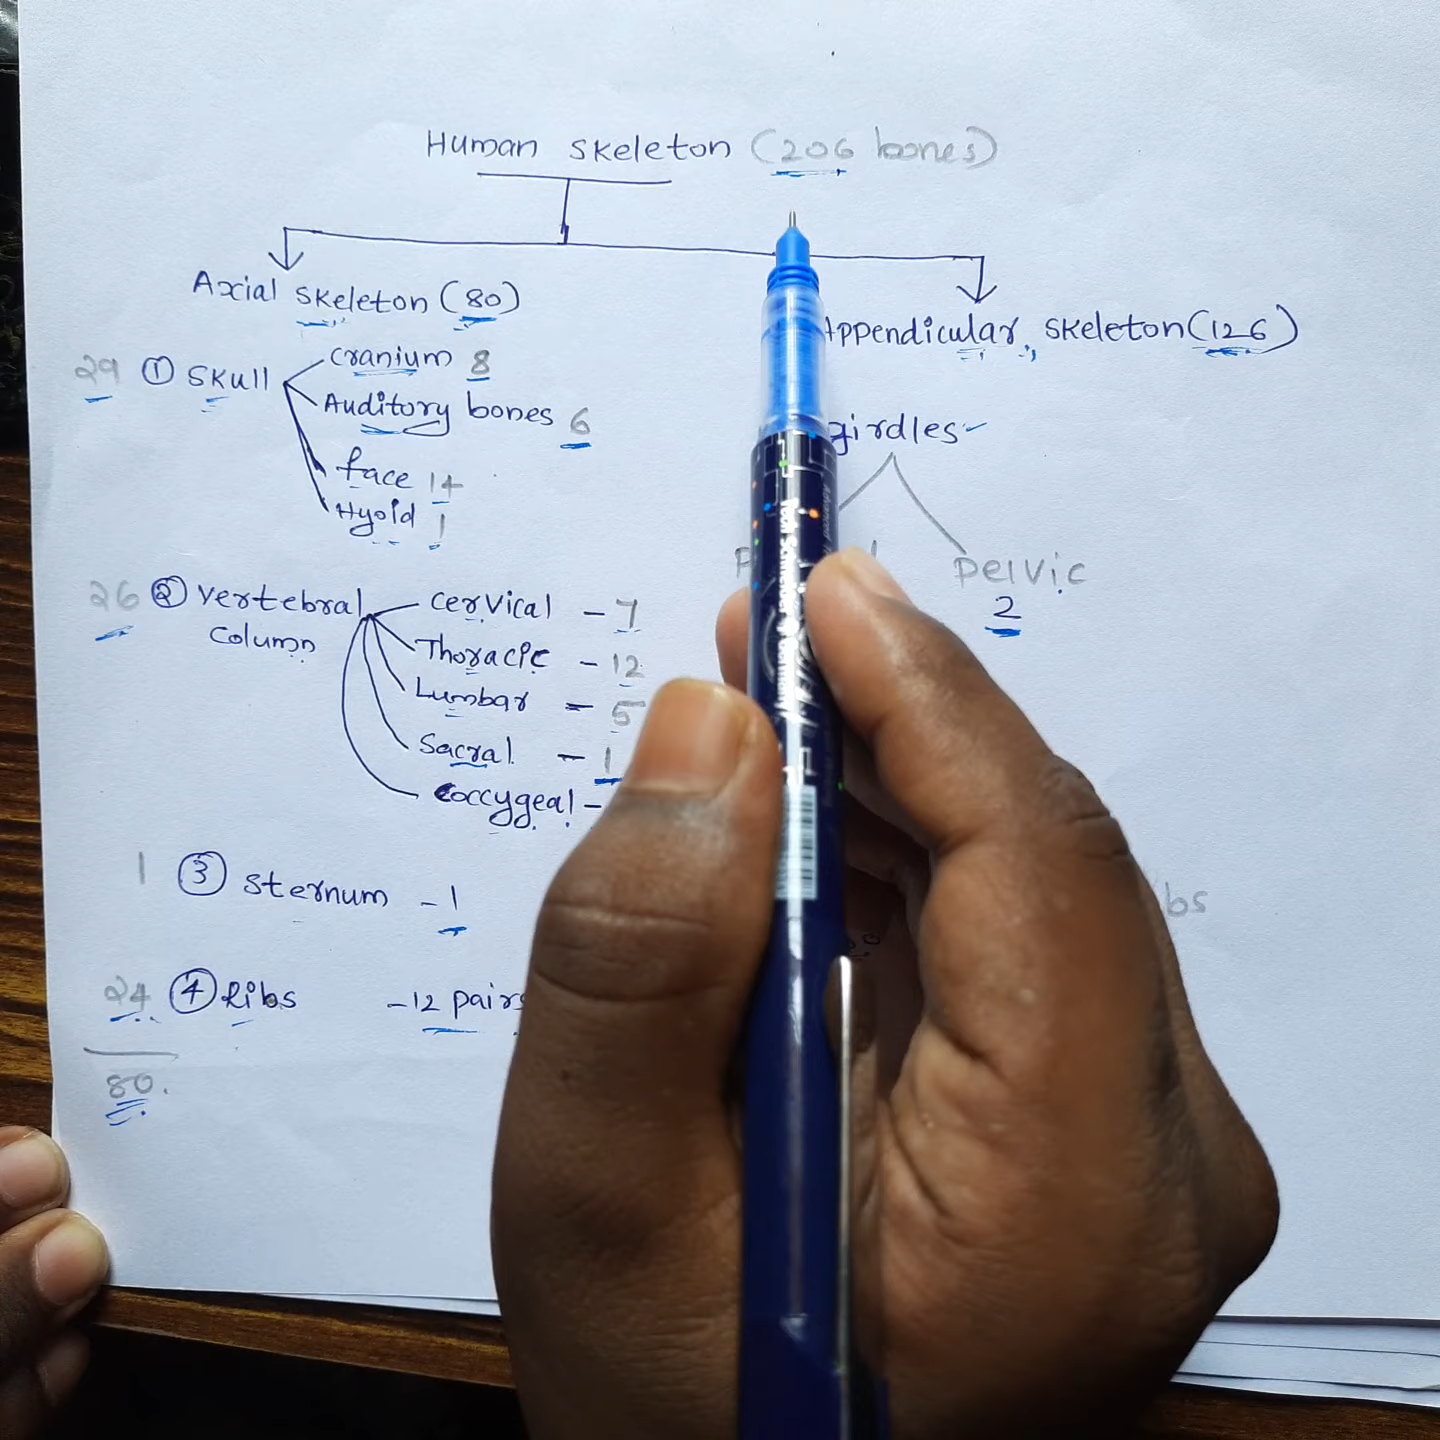 Human skeleton (206 bones)
Axial skeleton (80)
Appendicular skeleton (126)
29 ① Skull
Cranium 8
Auditory bones 6
face 14
Hyoid 1
girdles
Pelvic
2
26 ② Vertebral column
Cervical - 7
Thoracic - 12
Lumbar - 5
Sacral - 1
Coccygeal -
1 ③ Sternum - 1
24 ④ Ribs - 12 pairs
80.